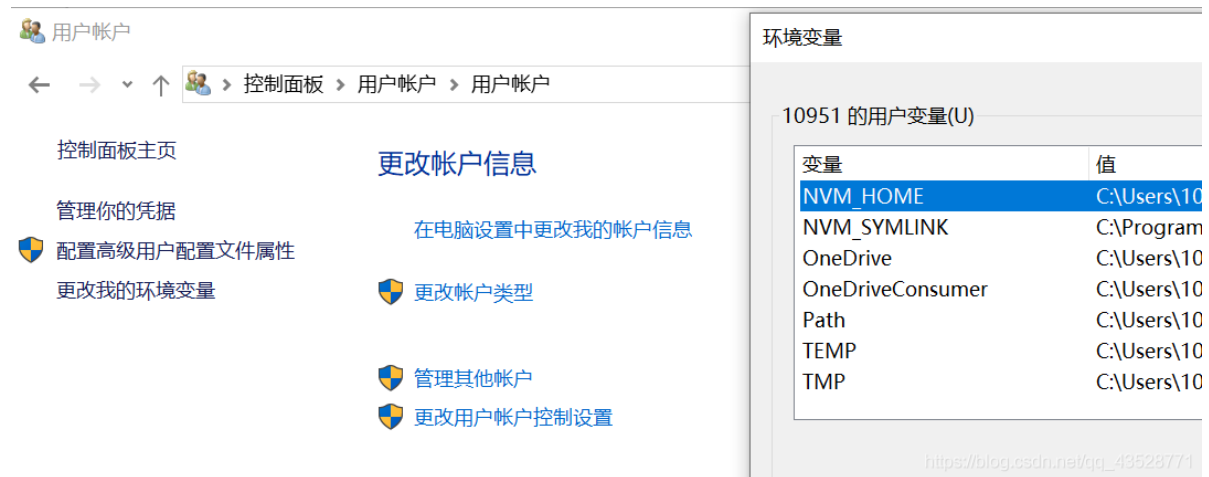 用户帐户
控制面板 > 用户帐户 > 用户帐户
控制面板主页
管理你的凭据
配置高级用户配置文件属性
更改我的环境变量
更改帐户信息
在电脑设置中更改我的帐户信息
更改帐户类型
管理其他帐户
更改用户帐户控制设置
环境变量
10951 的用户变量(U)
变量 值
NVM_HOME C:\Users\10
NVM_SYMLINK C:\Program
OneDrive C:\Users\10
OneDriveConsumer C:\Users\10
Path C:\Users\10
TEMP C:\Users\10
TMP C:\Users\10
https://blog.csdn.net/qq_43528771